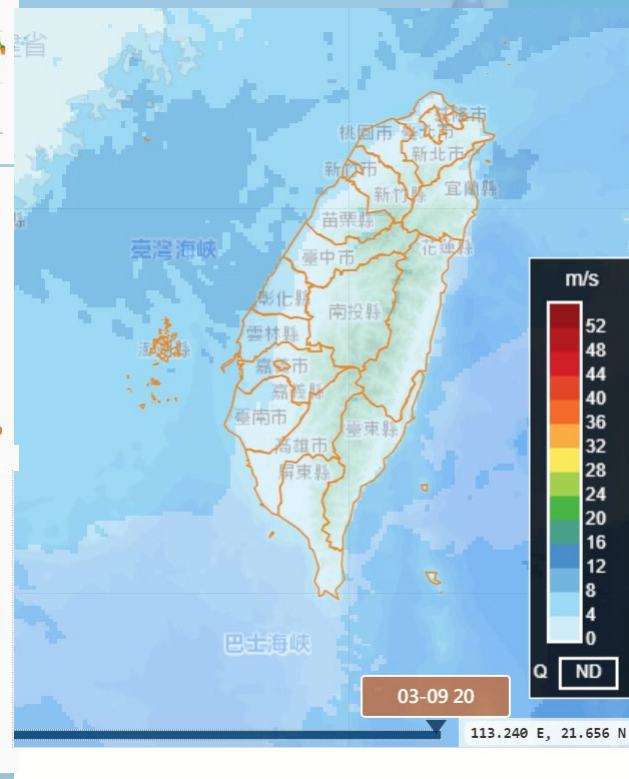 省
基隆市
桃園市 臺北市
新北市
新竹市
新竹縣 宜蘭縣
苗栗縣
臺灣海峽
花蓮縣
臺中市
彰化縣
南投縣
雲林縣
澎湖縣
嘉義市
嘉義縣
臺南市
臺東縣
高雄市
屏東縣
巴士海峽
m/s
52
48
44
40
36
32
28
24
20
16
12
8
4
0
Q ND
03-09 20
113.240 E, 21.656 N